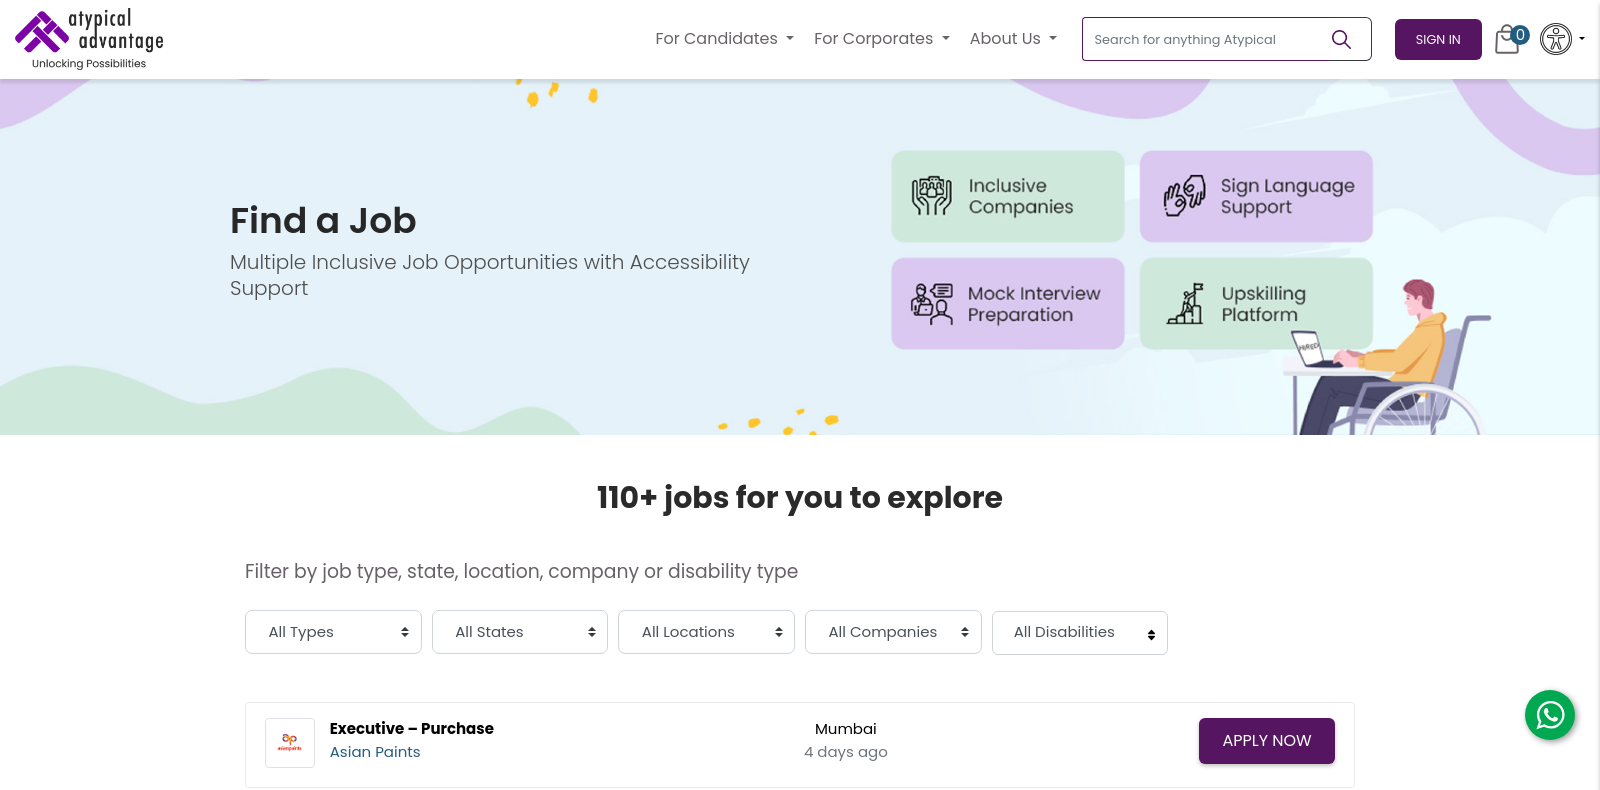 atypical
advantage
Unlocking Possibilities
For Candidates
For Corporates
About Us
Search for anything Atypical
SIGN IN
0
Find a Job
Multiple Inclusive Job Opportunities with Accessibility
Support
Inclusive
Companies
Sign Language
Support
Mock Interview
Preparation
Upskilling
Platform
HIRED!
110+ jobs for you to explore
Filter by job type, state, location, company or disability type
All Types
All States
All Locations
All Companies
All Disabilities
asianpaints
Executive – Purchase
Asian Paints
Mumbai
4 days ago
APPLY NOW